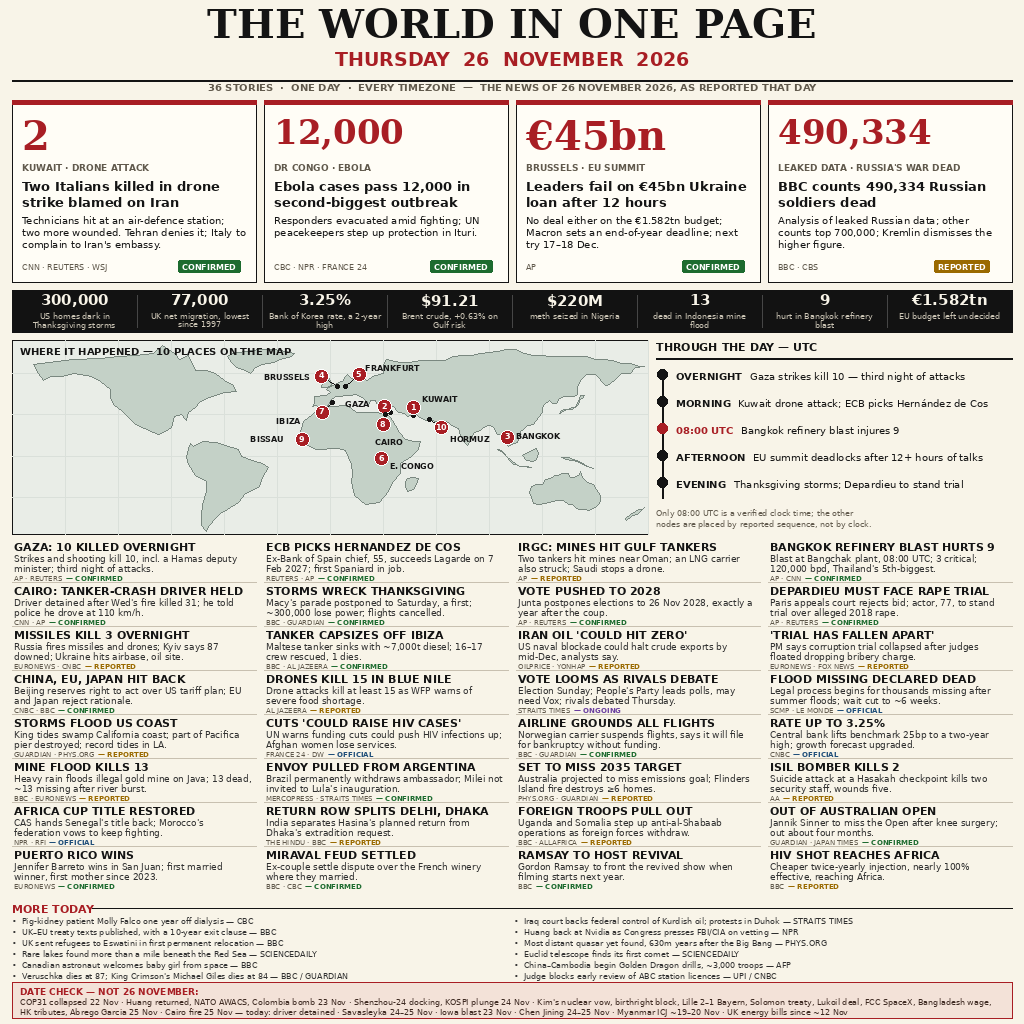 THE WORLD IN ONE PAGE
THURSDAY 26 NOVEMBER 2026
36 STORIES · ONE DAY · EVERY TIMEZONE — THE NEWS OF 26 NOVEMBER 2026, AS REPORTED THAT DAY
2
KUWAIT · DRONE ATTACK
Two Italians killed in drone
strike blamed on Iran
Technicians hit at an air-defence station;
two more wounded. Tehran denies it; Italy to
complain to Iran's embassy.
CNN · REUTERS · WSJ
CONFIRMED
12,000
DR CONGO · EBOLA
Ebola cases pass 12,000 in
second-biggest outbreak
Responders evacuated amid fighting; UN
peacekeepers step up protection in Ituri.
CBC · NPR · FRANCE 24
CONFIRMED
€45bn
BRUSSELS · EU SUMMIT
Leaders fail on €45bn Ukraine
loan after 12 hours
No deal either on the €1.582tn budget;
Macron sets an end-of-year deadline; next
try 17–18 Dec.
AP
CONFIRMED
490,334
LEAKED DATA · RUSSIA'S WAR DEAD
BBC counts 490,334 Russian
soldiers dead
Analysis of leaked Russian data; other
counts top 700,000; Kremlin dismisses the
higher figure.
BBC · CBS
REPORTED
300,000
US homes dark in
Thanksgiving storms
77,000
UK net migration, lowest
since 1997
3.25%
Bank of Korea rate, a 2-year
high
$91.21
Brent crude, +0.63% on
Gulf risk
$220M
meth seized in Nigeria
13
dead in Indonesia mine
flood
9
hurt in Bangkok refinery
blast
€1.582tn
EU budget left undecided
WHERE IT HAPPENED — 10 PLACES ON THE MAP
BRUSSELS 4
5 FRANKFURT
GAZA 2
1 KUWAIT
IBIZA 7
8 CAIRO
10 HORMUZ
BISSAU 9
3 BANGKOK
6 E. CONGO
THROUGH THE DAY — UTC
OVERNIGHT Gaza strikes kill 10 — third night of attacks
MORNING Kuwait drone attack; ECB picks Hernández de Cos
08:00 UTC Bangkok refinery blast injures 9
AFTERNOON EU summit deadlocks after 12+ hours of talks
EVENING Thanksgiving storms; Depardieu to stand trial
Only 08:00 UTC is a verified clock time; the other
nodes are placed by reported sequence, not by clock.
GAZA: 10 KILLED OVERNIGHT
Strikes and shooting kill 10, incl. a Hamas deputy
minister; third night of attacks.
AP · REUTERS — CONFIRMED
ECB PICKS HERNANDEZ DE COS
Ex-Bank of Spain chief, 55, succeeds Lagarde on 7
Feb 2027; first Spaniard in job.
REUTERS · AP — CONFIRMED
IRGC: MINES HIT GULF TANKERS
Two tankers hit mines near Oman; an LNG carrier
also struck; Saudi stops a drone.
AP — REPORTED
BANGKOK REFINERY BLAST HURTS 9
Blast at Bangchak plant, 08:00 UTC; 3 critical;
120,000 bpd, Thailand's 5th-biggest.
AP · CNN — CONFIRMED
CAIRO: TANKER-CRASH DRIVER HELD
Driver detained after Wed's fire killed 31; he told
police he drove at 110 km/h.
CNN · AP — CONFIRMED
STORMS WRECK THANKSGIVING
Macy's parade postponed to Saturday, a first;
~300,000 lose power; flights cancelled.
BBC · GUARDIAN — CONFIRMED
VOTE PUSHED TO 2028
Junta postpones elections to 26 Nov 2028, exactly a
year after the coup.
AP · REUTERS — CONFIRMED
DEPARDIEU MUST FACE RAPE TRIAL
Paris appeals court rejects bid; actor, 77, to stand
trial over alleged 2018 rape.
AP · REUTERS — CONFIRMED
MISSILES KILL 3 OVERNIGHT
Russia fires missiles and drones; Kyiv says 87
downed; Ukraine hits airbase, oil site.
EURONEWS · CNBC — REPORTED
TANKER CAPSIZES OFF IBIZA
Maltese tanker sinks with ~7,000t diesel; 16–17
crew rescued, 1 dies.
BBC · AL JAZEERA — CONFIRMED
IRAN OIL 'COULD HIT ZERO'
US naval blockade could halt crude exports by
mid-Dec, analysts say.
OILPRICE · YONHAP — REPORTED
'TRIAL HAS FALLEN APART'
PM says corruption trial collapsed after judges
floated dropping bribery charge.
EURONEWS · FOX NEWS — REPORTED
CHINA, EU, JAPAN HIT BACK
Beijing reserves right to act over US tariff plan; EU
and Japan reject rationale.
CNBC · BBC — CONFIRMED
DRONES KILL 15 IN BLUE NILE
Drone attacks kill at least 15 as WFP warns of
severe food shortage.
AL JAZEERA — REPORTED
VOTE LOOMS AS RIVALS DEBATE
Election Sunday; People's Party leads polls, may
need Vox; rivals debated Thursday.
STRAITS TIMES — ONGOING
FLOOD MISSING DECLARED DEAD
Legal process begins for thousands missing after
summer floods; wait cut to ~6 weeks.
SCMP · LE MONDE — OFFICIAL
STORMS FLOOD US COAST
King tides swamp California coast; part of Pacifica
pier destroyed; record tides in LA.
GUARDIAN · PHYS.ORG — REPORTED
CUTS 'COULD RAISE HIV CASES'
UN warns funding cuts could push HIV infections up;
Afghan women lose services.
FRANCE 24 · DW — OFFICIAL
AIRLINE GROUNDS ALL FLIGHTS
Norwegian carrier suspends flights, says it will file
for bankruptcy without funding.
BBC · GUARDIAN — CONFIRMED
RATE UP TO 3.25%
Central bank lifts benchmark 25bp to a two-year
high; growth forecast upgraded.
CNBC — OFFICIAL
MINE FLOOD KILLS 13
Heavy rain floods illegal gold mine on Java; 13 dead,
~13 missing after river burst.
BBC · EURONEWS — REPORTED
ENVOY PULLED FROM ARGENTINA
Brazil permanently withdraws ambassador; Milei not
invited to Lula's inauguration.
MERCOPRESS · STRAITS TIMES — CONFIRMED
SET TO MISS 2035 TARGET
Australia projected to miss emissions goal; Flinders
Island fire destroys ≥6 homes.
PHYS.ORG · GUARDIAN — REPORTED
ISIL BOMBER KILLS 2
Suicide attack at a Hasakah checkpoint kills two
security staff, wounds five.
AA — REPORTED
AFRICA CUP TITLE RESTORED
CAS hands Senegal's title back; Morocco's
federation vows to keep fighting.
NPR · RFI — OFFICIAL
RETURN ROW SPLITS DELHI, DHAKA
India separates Hasina's planned return from
Dhaka's extradition request.
THE HINDU · BBC — REPORTED
FOREIGN TROOPS PULL OUT
Uganda and Somalia step up anti-al-Shabaab
operations as foreign forces withdraw.
BBC · ALLAFRICA — REPORTED
OUT OF AUSTRALIAN OPEN
Jannik Sinner to miss the Open after knee surgery;
out about four months.
GUARDIAN · JAPAN TIMES — CONFIRMED
PUERTO RICO WINS
Jennifer Barreto wins in San Juan; first married
winner, first mother since 2023.
EURONEWS — CONFIRMED
MIRAVAL FEUD SETTLED
Ex-couple settle dispute over the French winery
where they married.
BBC · CBC — CONFIRMED
RAMSAY TO HOST REVIVAL
Gordon Ramsay to front the revived show when
filming starts next year.
BBC — CONFIRMED
HIV SHOT REACHES AFRICA
Cheaper twice-yearly injection, nearly 100%
effective, reaching Africa.
BBC — REPORTED
MORE TODAY
• Pig-kidney patient Molly Falco one year off dialysis — CBC
• UK–EU treaty texts published, with a 10-year exit clause — BBC
• UK sent refugees to Eswatini in first permanent relocation — BBC
• Rare lakes found more than a mile beneath the Red Sea — SCIENCEDAILY
• Canadian astronaut welcomes baby girl from space — BBC
• Veruschka dies at 87; King Crimson's Michael Giles dies at 84 — BBC / GUARDIAN
• Iraq court backs federal control of Kurdish oil; protests in Duhok — STRAITS TIMES
• Huang back at Nvidia as Congress presses FBI/CIA on vetting — NPR
• Most distant quasar yet found, 630m years after the Big Bang — PHYS.ORG
• Euclid telescope finds its first comet — SCIENCEDAILY
• China–Cambodia begin Golden Dragon drills, ~3,000 troops — AFP
• Judge blocks early review of ABC station licences — UPI / CNBC
DATE CHECK — NOT 26 NOVEMBER:
COP31 collapsed 22 Nov · Huang returned, NATO AWACS, Colombia bomb 23 Nov · Shenzhou-24 docking, KOSPI plunge 24 Nov · Kim's nuclear vow, birthright block, Lille 2–1 Bayern, Solomon treaty, Lukoil deal, FCC SpaceX, Bangladesh wage,
HK tributes, Abrego Garcia 25 Nov · Cairo fire 25 Nov — today: driver detained · Savasleyka 24–25 Nov · Iowa blast 23 Nov · Chen Jining 24–25 Nov · Myanmar ICJ ~19–20 Nov · UK energy bills since ~12 Nov